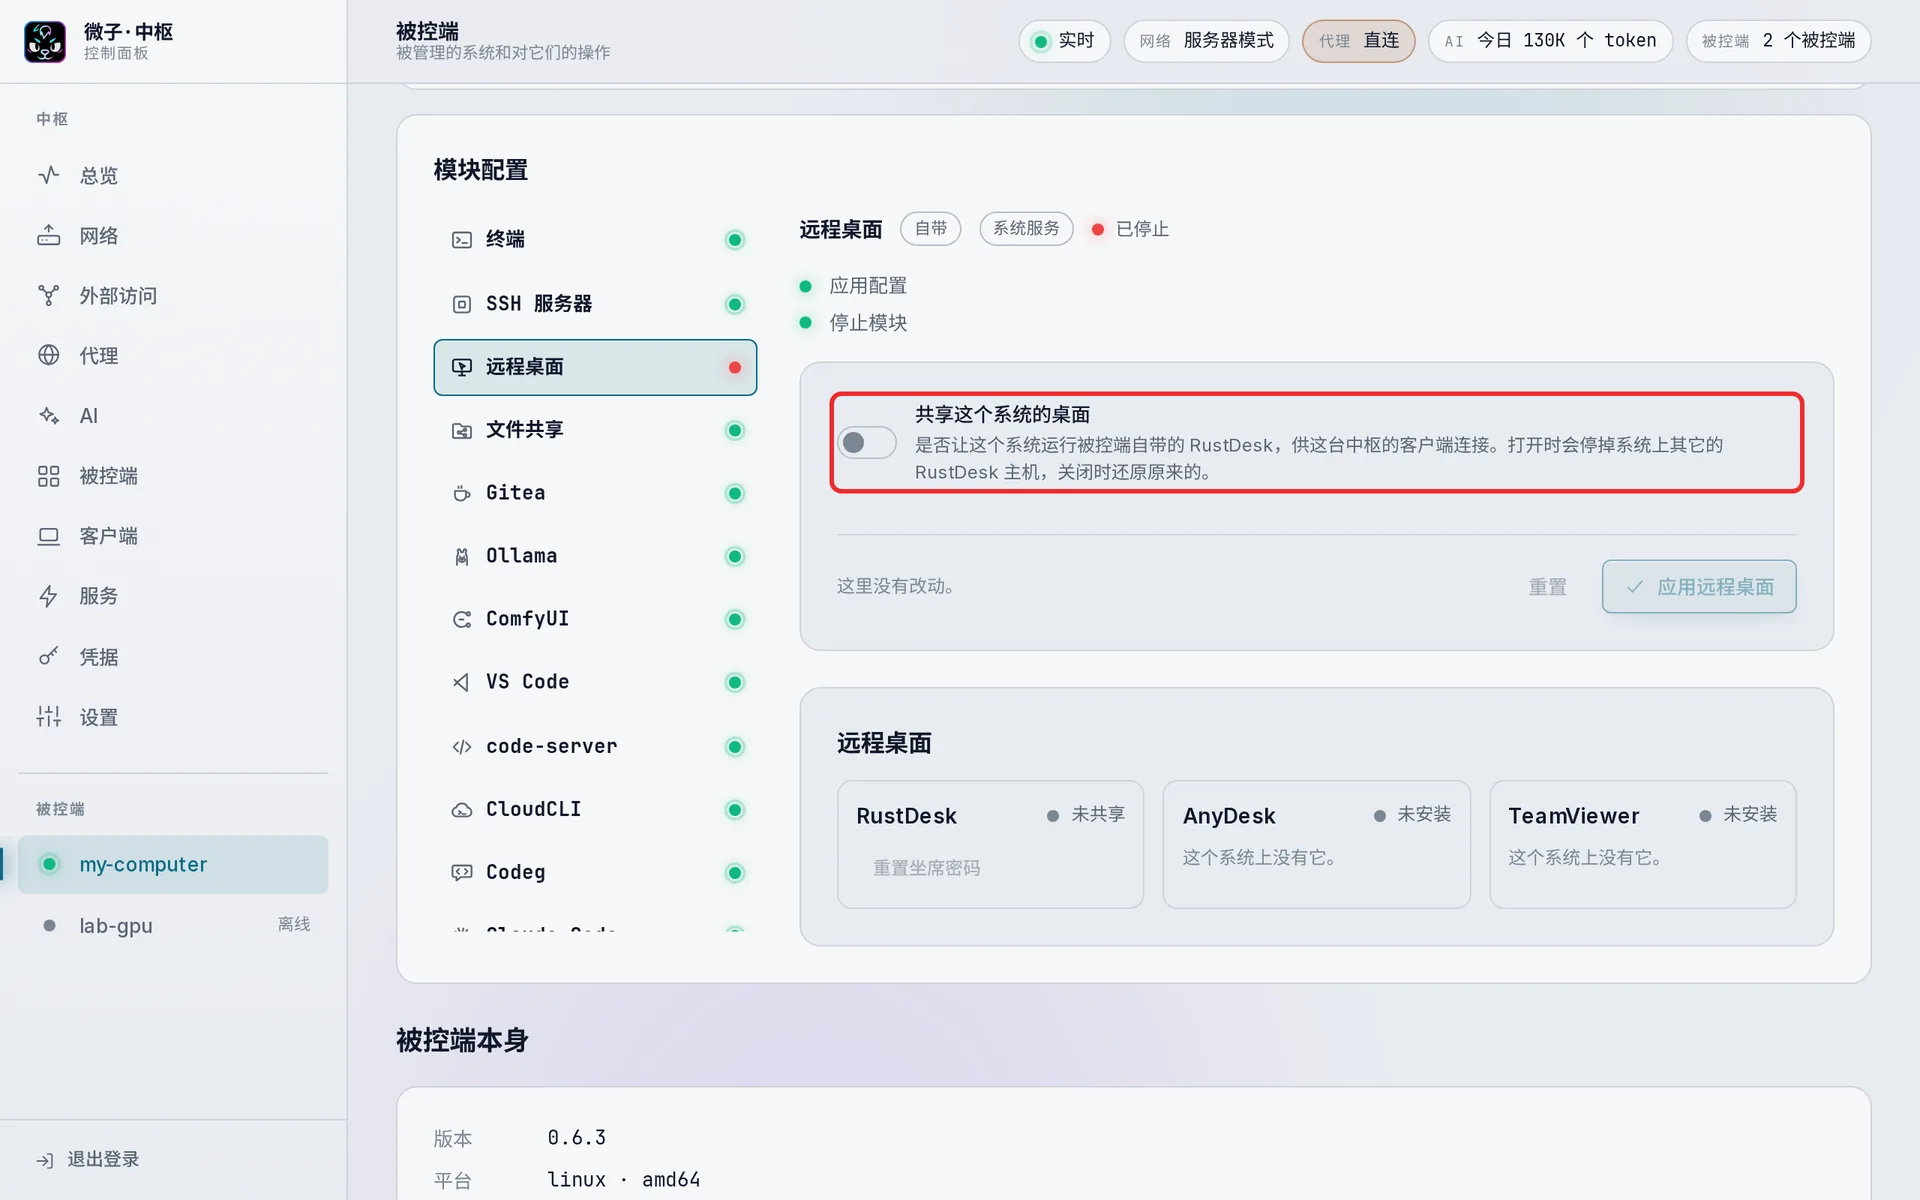 微子·中枢
控制面板
被控端
被管理的系统和对它们的操作
实时
网络 服务器模式
代理 直连
AI 今日 130K 个 token
被控端 2 个被控端
中枢
总览
网络
外部访问
代理
AI
被控端
客户端
服务
凭据
设置
被控端
my-computer
lab-gpu 离线
退出登录
模块配置
终端
SSH 服务器
远程桌面
文件共享
Gitea
Ollama
ComfyUI
VS Code
code-server
CloudCLI
Codeg
远程桌面 自带 系统服务 已停止
应用配置
停止模块
共享这个系统的桌面
是否让这个系统运行被控端自带的 RustDesk，供这台中枢的客户端连接。打开时会停掉系统上其它的
RustDesk 主机，关闭时还原原来的。
这里没有改动。
重置
应用远程桌面
远程桌面
RustDesk 未共享
重置坐席密码
AnyDesk 未安装
这个系统上没有它。
TeamViewer 未安装
这个系统上没有它。
被控端本身
版本 0.6.3
平台 linux · amd64